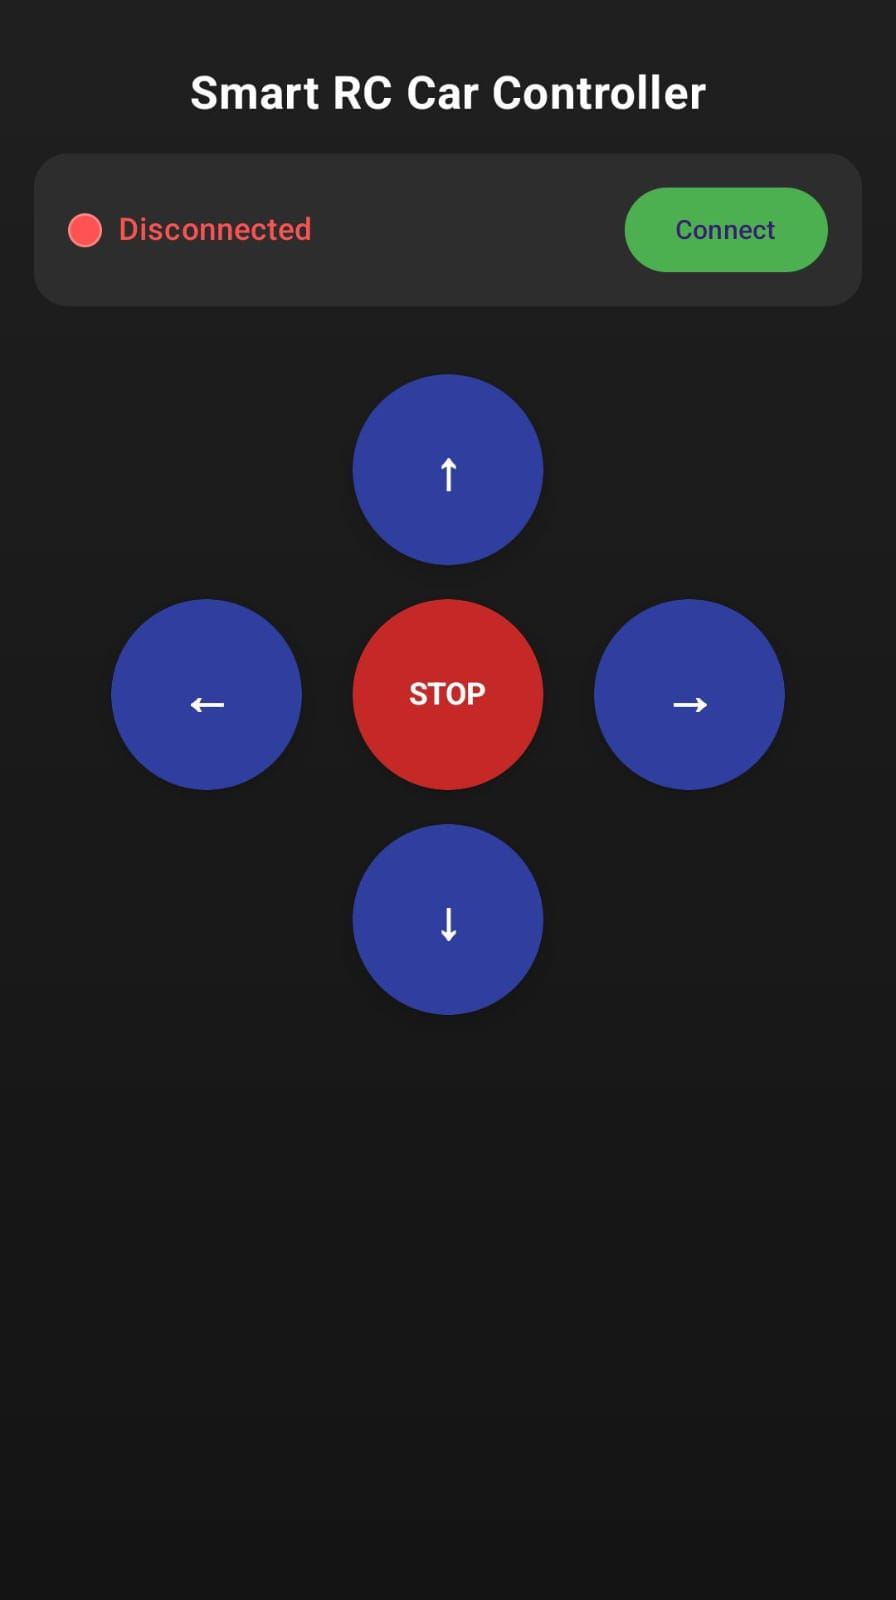 Smart RC Car Controller
Disconnected
Connect
↑
← STOP →
↓